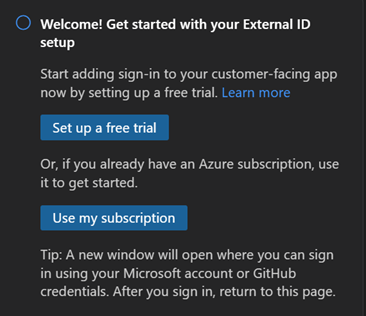 Welcome! Get started with your External ID
setup
Start adding sign-in to your customer-facing app
now by setting up a free trial. Learn more
Set up a free trial
Or, if you already have an Azure subscription, use
it to get started.
Use my subscription
Tip: A new window will open where you can sign
in using your Microsoft account or GitHub
credentials. After you sign in, return to this page.